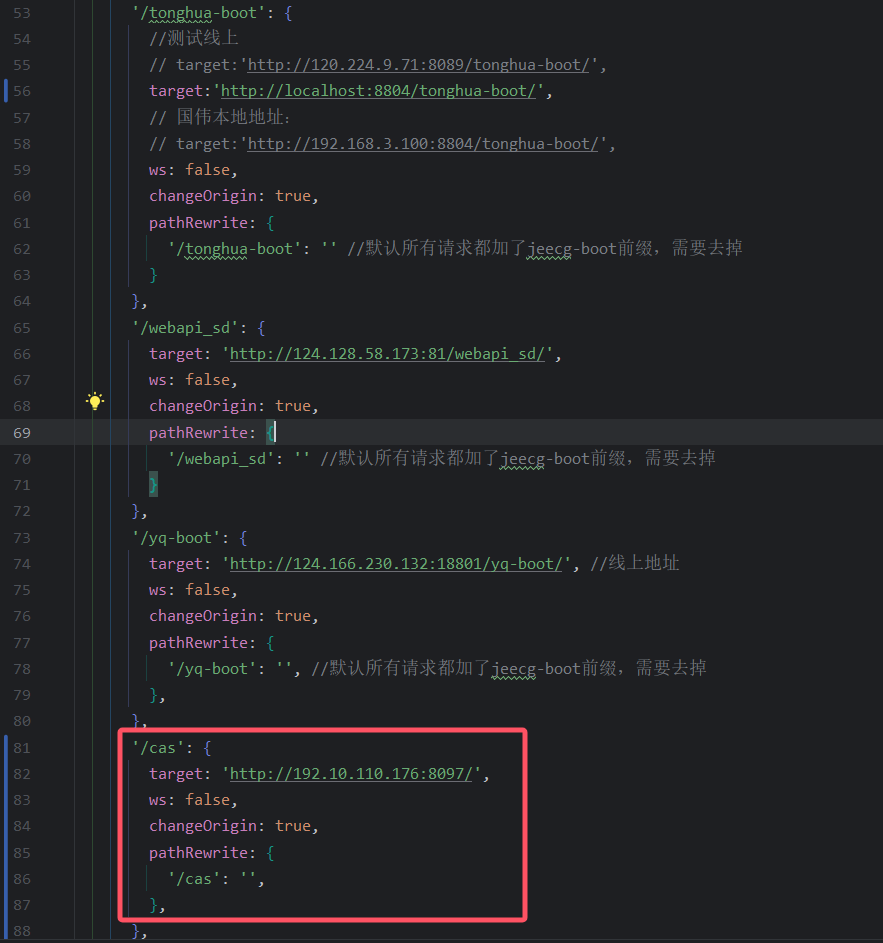 53 '/tonghua-boot': {
54 //测试线上
55 // target:'http://120.224.9.71:8089/tonghua-boot/',
56 target:'http://localhost:8804/tonghua-boot/',
57 // 国伟本地地址:
58 // target:'http://192.168.3.100:8804/tonghua-boot/',
59 ws: false,
60 changeOrigin: true,
61 pathRewrite: {
62 '/tonghua-boot': '' //默认所有请求都加了jeecg-boot前缀，需要去掉
63 }
64 },
65 '/webapi_sd': {
66 target: 'http://124.128.58.173:81/webapi_sd/',
67 ws: false,
68 changeOrigin: true,
69 pathRewrite: {
70 '/webapi_sd': '' //默认所有请求都加了jeecg-boot前缀，需要去掉
71 }
72 },
73 '/yq-boot': {
74 target: 'http://124.166.230.132:18801/yq-boot/', //线上地址
75 ws: false,
76 changeOrigin: true,
77 pathRewrite: {
78 '/yq-boot': '', //默认所有请求都加了jeecg-boot前缀，需要去掉
79 },
80 },
81 '/cas': {
82 target: 'http://192.10.110.176:8097/',
83 ws: false,
84 changeOrigin: true,
85 pathRewrite: {
86 '/cas': '',
87 },
88 },